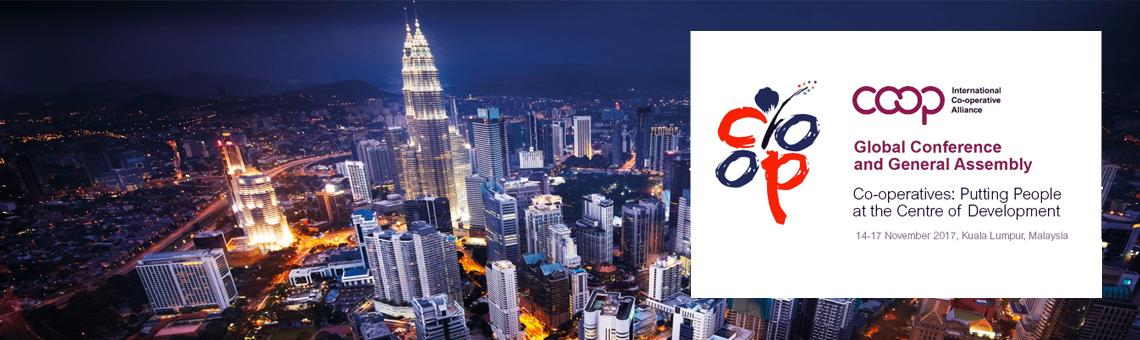 coop
coop
International
Co-operative
Alliance
Global Conference
and General Assembly
Co-operatives: Putting People
at the Centre of Development
14-17 November 2017, Kuala Lumpur, Malaysia